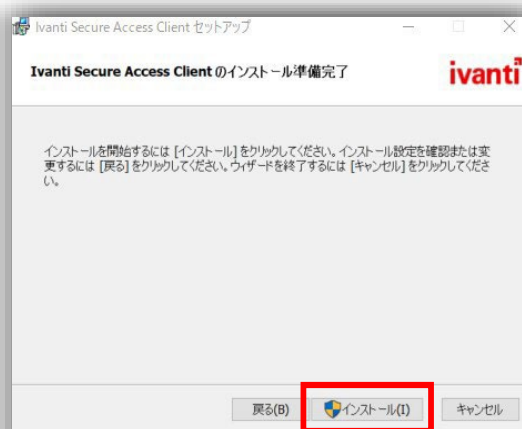 Ivanti Secure Access Client セットアップ
Ivanti Secure Access Client のインストール準備完了
ivanti
インストールを開始するには [インストール] をクリックしてください。インストール設定を確認または変
更するには [戻る] をクリックしてください。ウィザードを終了するには [キャンセル] をクリックしてくださ
い。
戻る(B)
インストール(I)
キャンセル